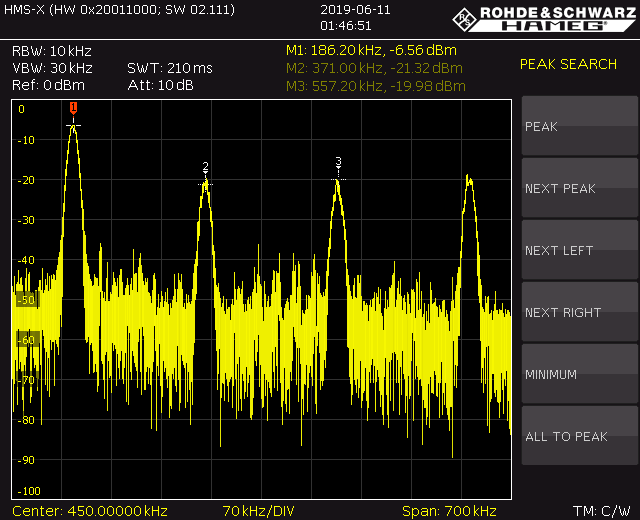 HMS-X (HW 0x20011000; SW 02.111)
2019-06-11
01:46:51
ROHDE & SCHWARZ
HAMEG
RBW: 10 kHz
VBW: 30 kHz
SWT: 210 ms
Ref: 0 dBm
Att: 10 dB
M1: 186.20 kHz, -6.56 dBm
M2: 371.00 kHz, -21.32 dBm
M3: 557.20 kHz, -19.98 dBm
PEAK SEARCH
PEAK
NEXT PEAK
NEXT LEFT
NEXT RIGHT
MINIMUM
ALL TO PEAK
1
2
3
0
-10
-20
-30
-40
-50
-60
-70
-80
-90
-100
Center: 450.00000 kHz
70 kHz/DIV
Span: 700 kHz
TM: C/W